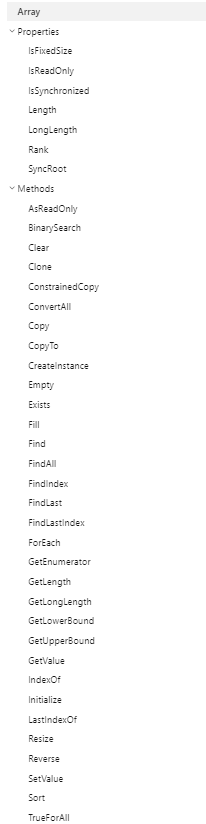 Array
Properties
IsFixedSize
IsReadOnly
IsSynchronized
Length
LongLength
Rank
SyncRoot
Methods
AsReadOnly
BinarySearch
Clear
Clone
ConstrainedCopy
ConvertAll
Copy
CopyTo
CreateInstance
Empty
Exists
Fill
Find
FindAll
FindIndex
FindLast
FindLastIndex
ForEach
GetEnumerator
GetLength
GetLongLength
GetLowerBound
GetUpperBound
GetValue
IndexOf
Initialize
LastIndexOf
Resize
Reverse
SetValue
Sort
TrueForAll